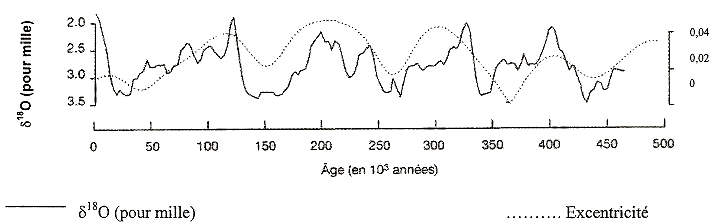 2.0
2.5
3.0
3.5
δ¹⁸O (pour mille)
0,04
0,02
0
0 50 100 150 200 250 300 350 400 450 500
Âge (en 10³ années)
δ¹⁸O (pour mille)
.......... Excentricité